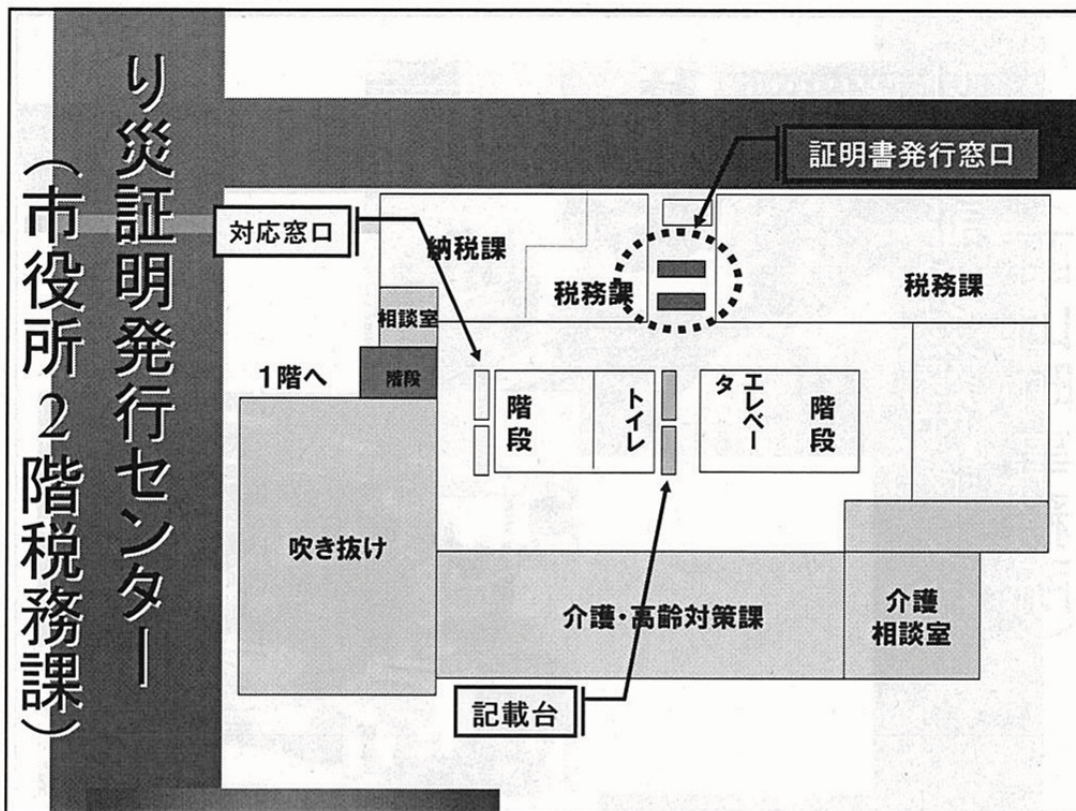 り災証明発行センター
（市役所2階税務課）
証明書発行窓口
対応窓口
納税課
税務課
税務課
相談室
1階へ
階段
階段
トイレ
エレベータ
階段
吹き抜け
介護・高齢対策課
介護
相談室
記載台